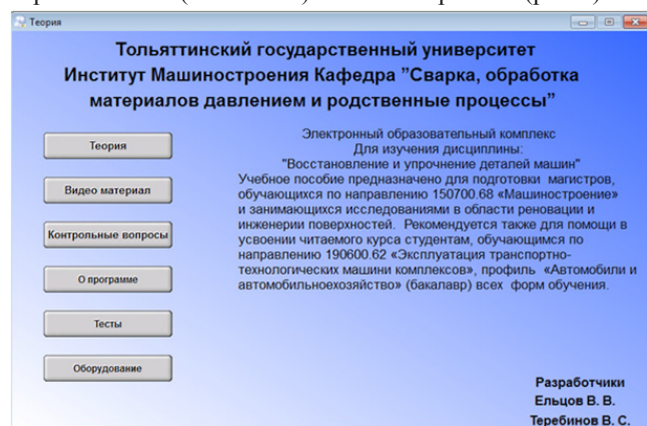 Теория
Тольяттинский государственный университет
Институт Машиностроения Кафедра "Сварка, обработка
материалов давлением и родственные процессы"
Теория
Видео материал
Контрольные вопросы
О программе
Тесты
Оборудование
Электронный образовательный комплекс
Для изучения дисциплины:
"Восстановление и упрочнение деталей машин"
Учебное пособие предназначено для подготовки магистров,
обучающихся по направлению 150700.68 «Машиностроение»
и занимающихся исследованиями в области реновации и
инженерии поверхностей. Рекомендуется также для помощи в
усвоении читаемого курса студентам, обучающимся по
направлению 190600.62 «Эксплуатация транспортно-
технологических машини комплексов», профиль «Автомобили и
автомобильноехозяйство» (бакалавр) всех форм обучения.
Разработчики
Ельцов В. В.
Теребинов В. С.